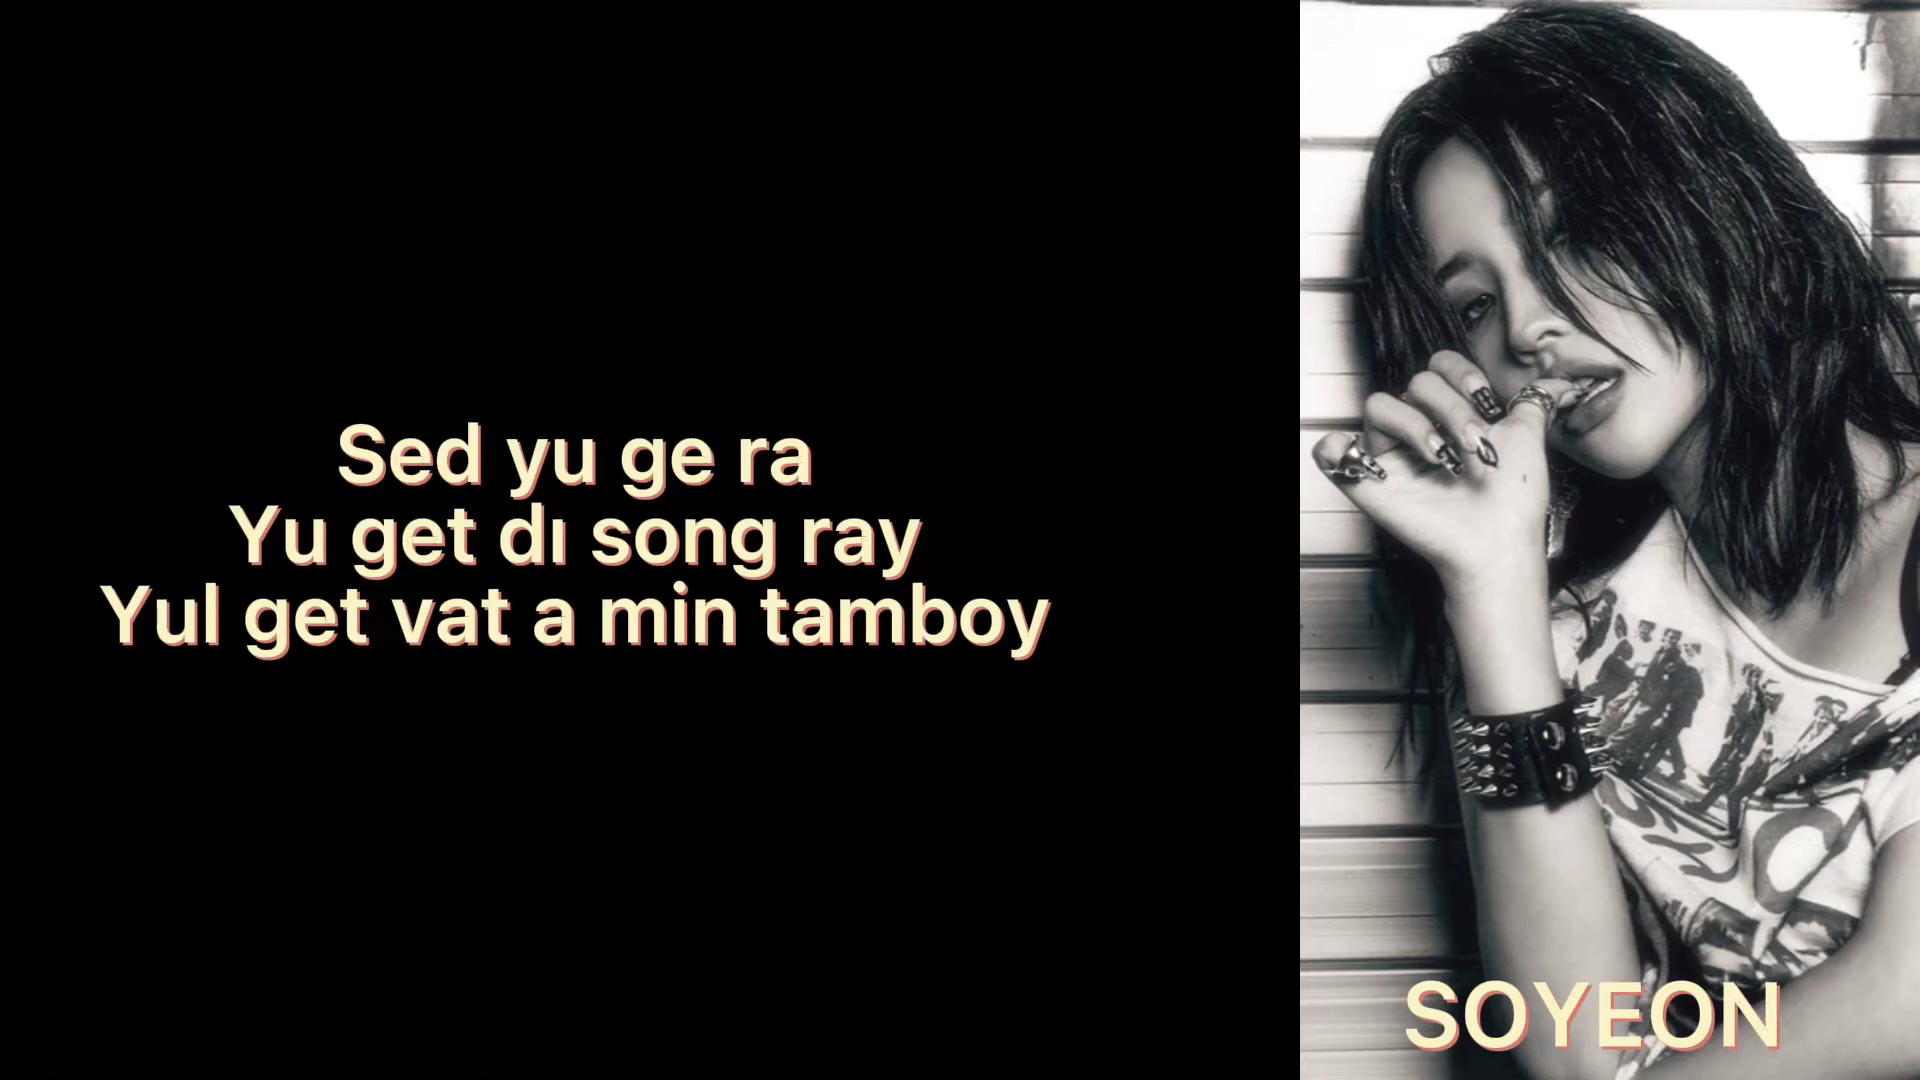 Sed yu ge ra
Yu get dı song ray
Yul get vat a min tamboy
SOYEON